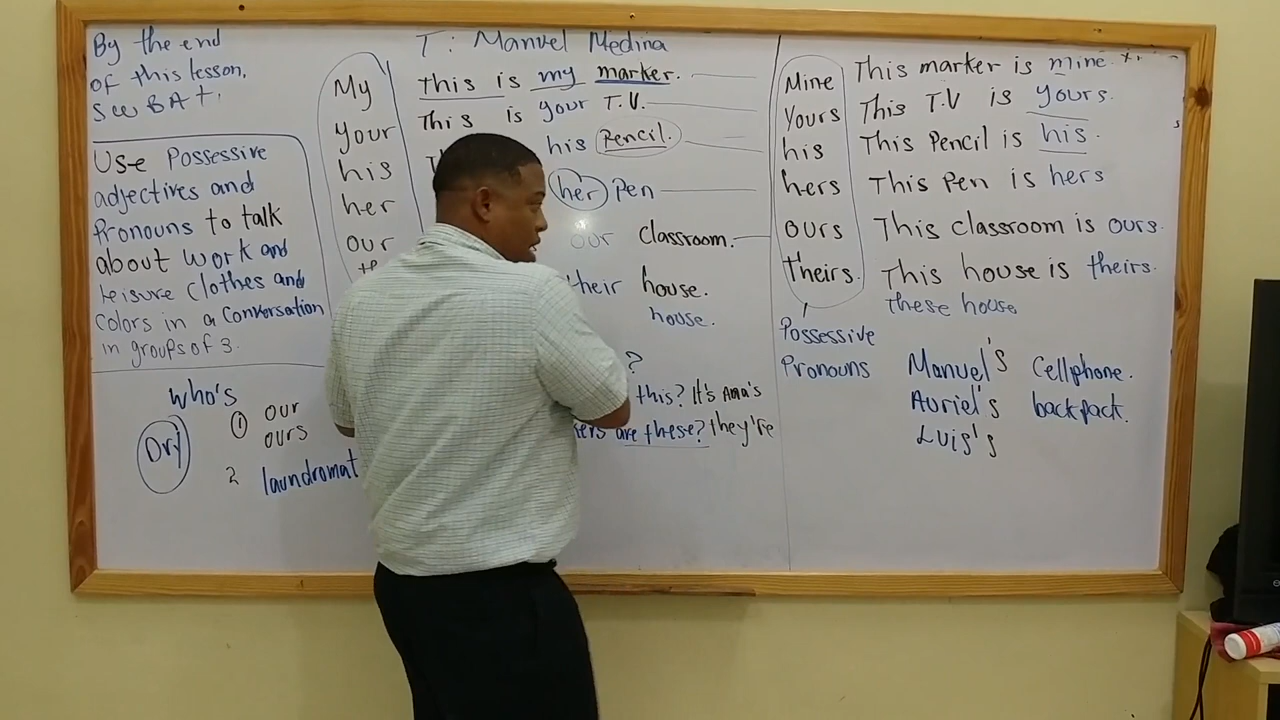 By the end
of this lesson,
SWBAT.
Use Possessive
adjectives and
Pronouns to talk
about work and
leisure clothes and
colors in a conversation
in groups of 3.
who's
Dry
1 our
ours
2 laundromat
My
your
his
her
our
T: Manuel Medina
This is my marker.
This is your T.V.
his Pencil.
her Pen
our classroom.
their house.
house.
?
this? It's Ana's
are these? they're
Mine
Yours
his
hers
ours
Theirs.
Possessive
Pronouns
This marker is mine.
This T.V is yours.
This Pencil is his.
This Pen is hers
This classroom is ours.
This house is theirs.
These house
Manuel's Cellphone.
Auriel's backpack.
Luis's